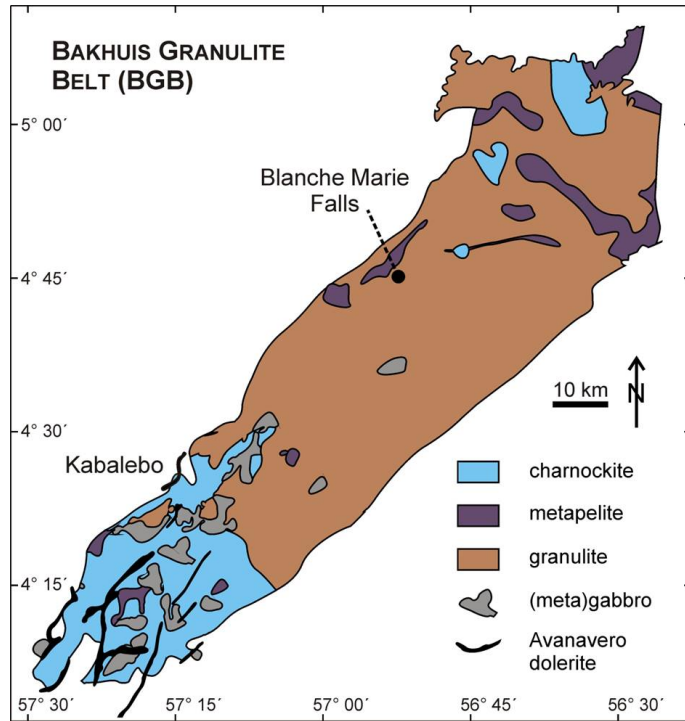 BAKHUIS GRANULITE
BELT (BGB)
5° 00´
Blanche Marie
Falls
4° 45´
10 km
N
4° 30´
Kabalebo
charnockite
metapelite
granulite
4° 15´
(meta)gabbro
Avanavero
dolerite
57° 30´ 57° 15´ 57° 00´ 56° 45´ 56° 30´